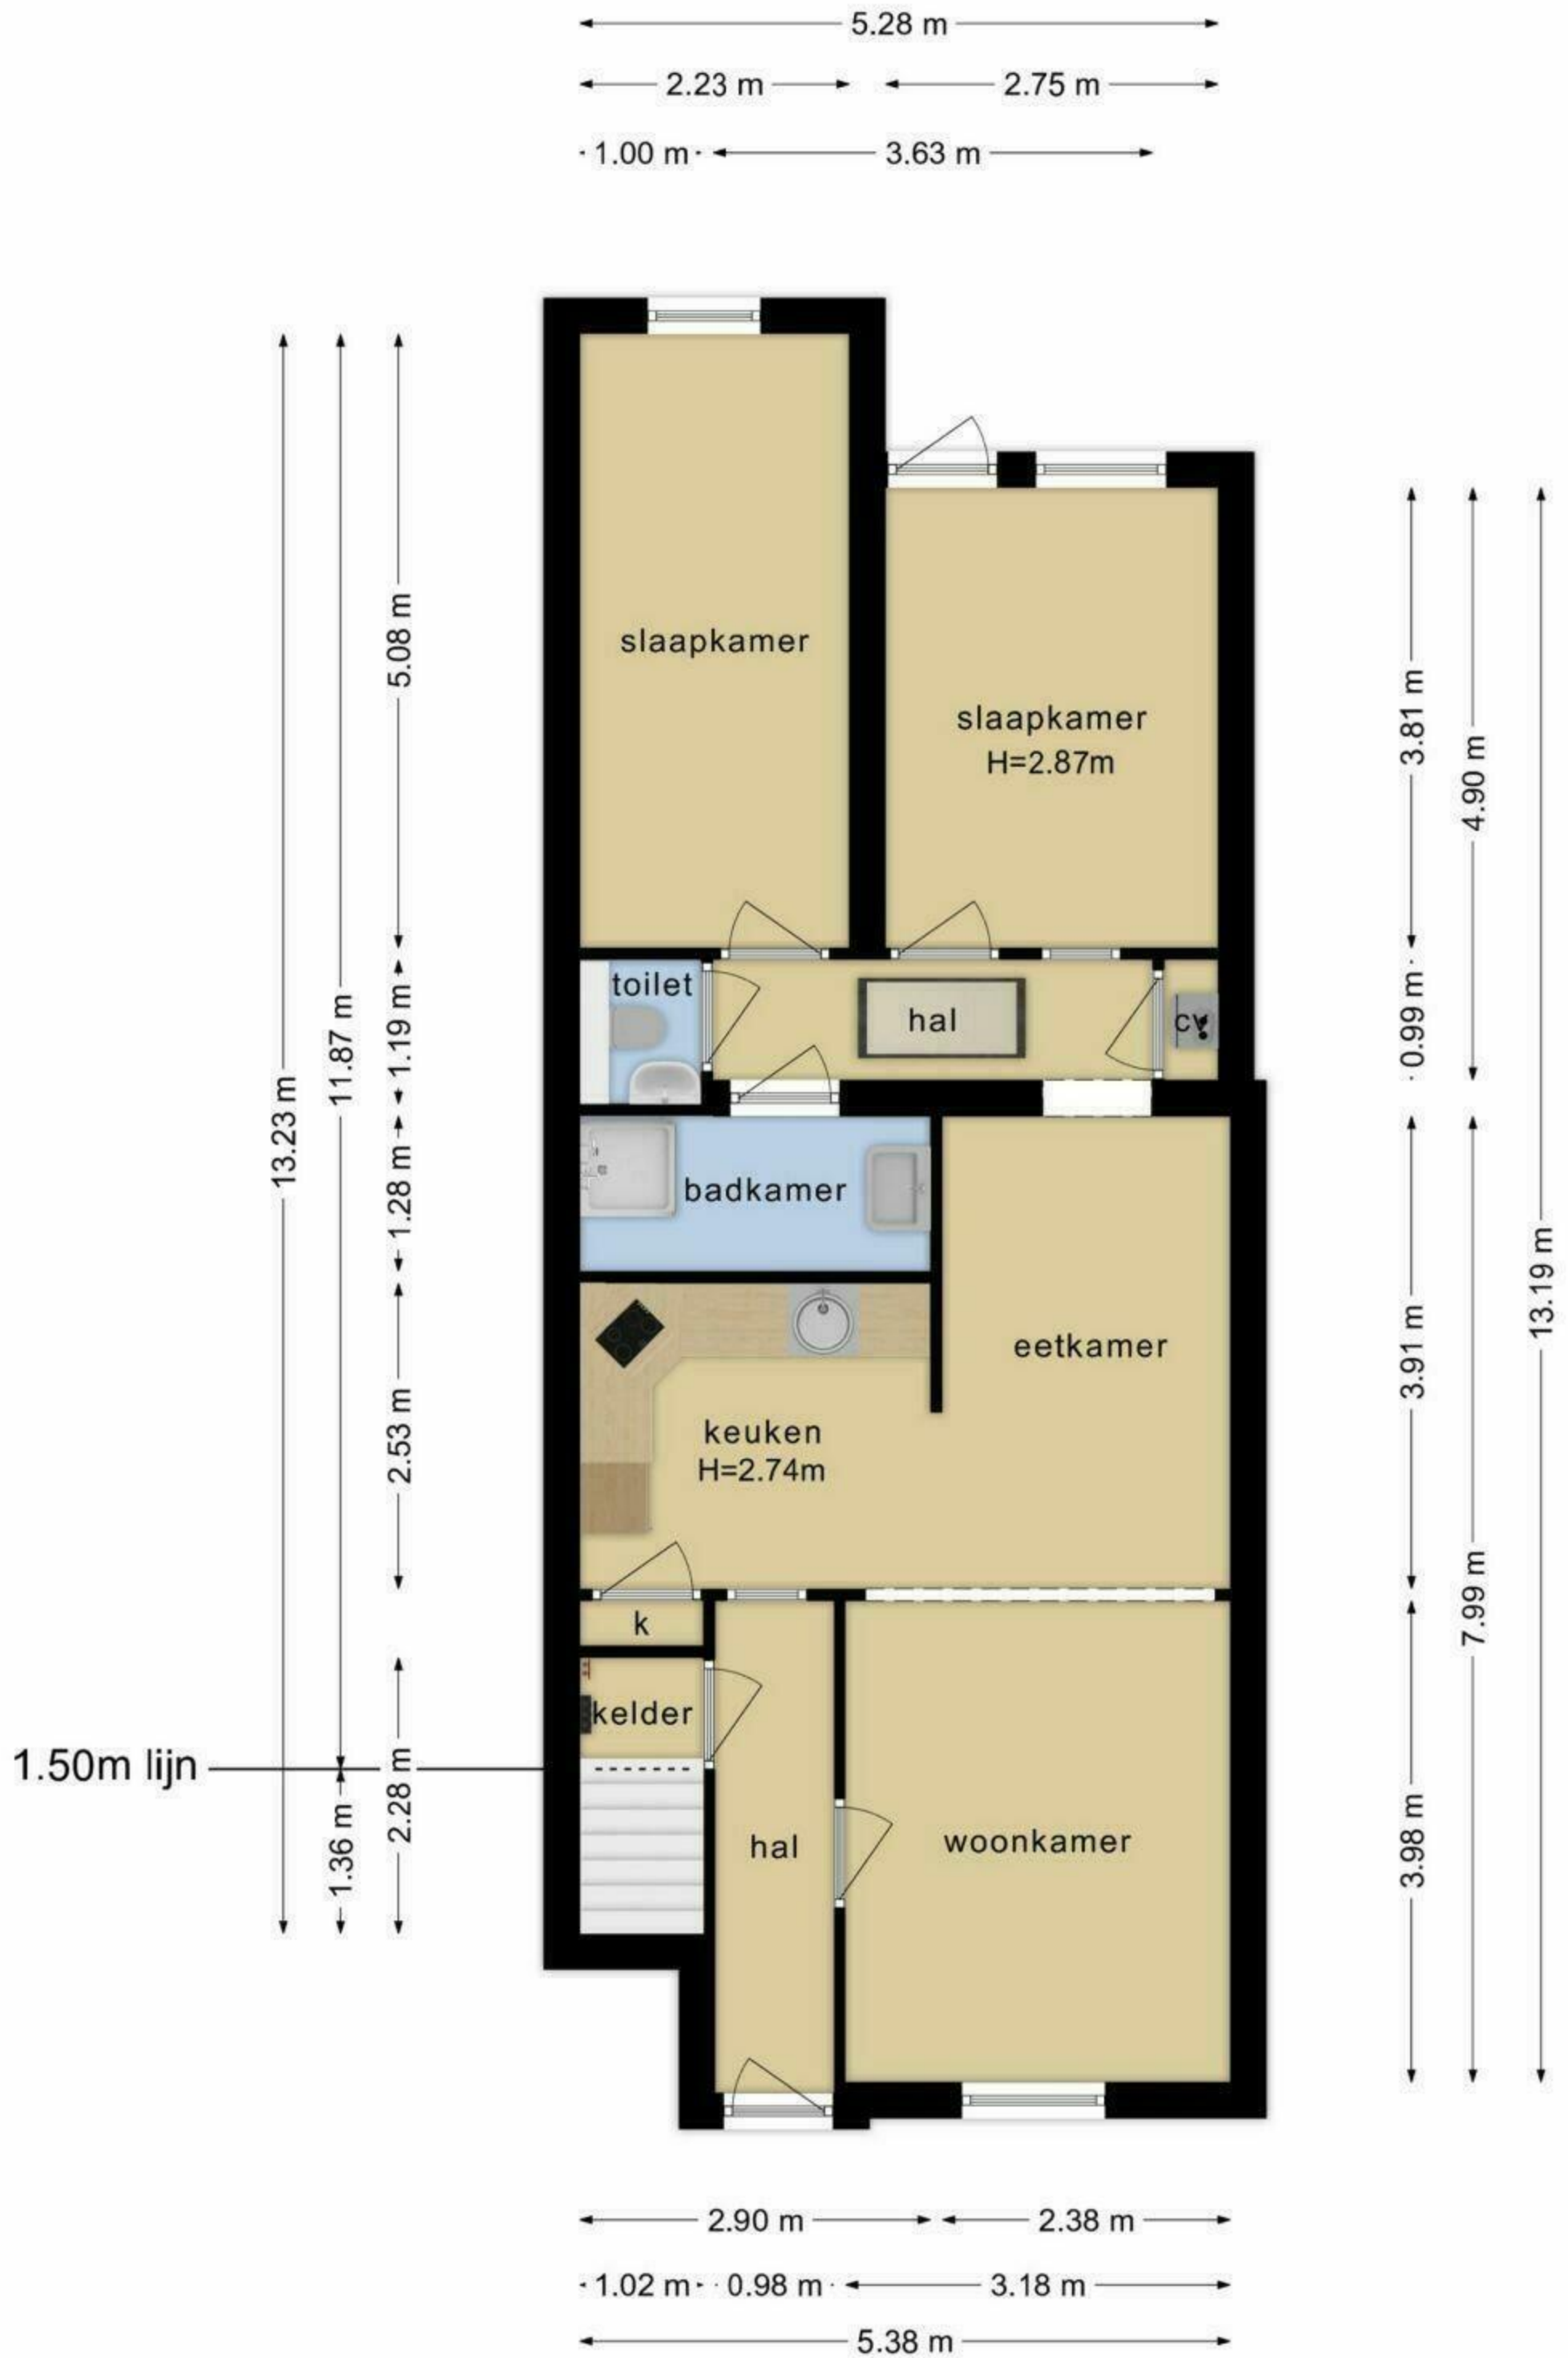 5.28 m
2.23 m
2.75 m
1.00 m
3.63 m
13.23 m
11.87 m
5.08 m
1.19 m
1.28 m
2.53 m
2.28 m
1.36 m
1.50m lijn
slaapkamer
slaapkamer
H=2.87m
toilet
hal
cv
badkamer
eetkamer
keuken
H=2.74m
k
kelder
hal
woonkamer
3.81 m
4.90 m
0.99 m
3.91 m
13.19 m
7.99 m
3.98 m
2.90 m
2.38 m
1.02 m
0.98 m
3.18 m
5.38 m